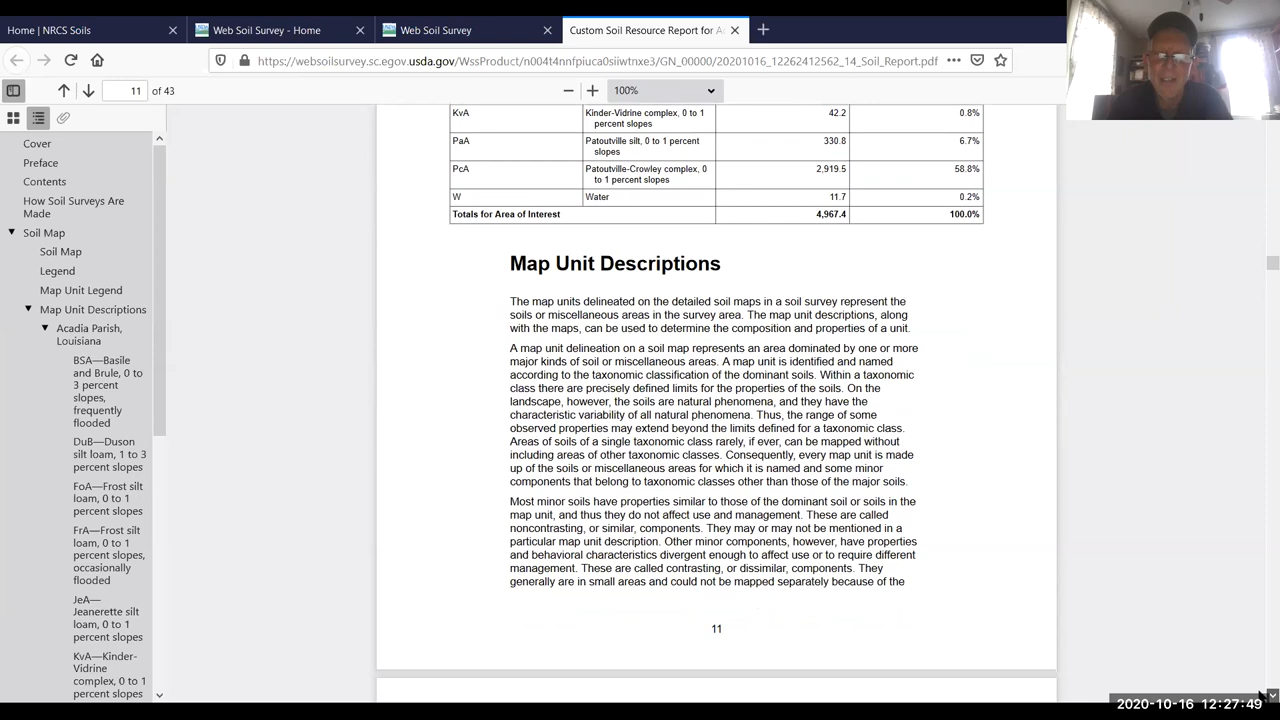 Home | NRCS Soils
Web Soil Survey - Home
Web Soil Survey
Custom Soil Resource Report for Ac
https://websoilsurvey.sc.egov.usda.gov/WssProduct/n004t4nnfpiuca0siiwtnxe3/GN_00000/20201016_12262412562_14_Soil_Report.pdf
11 of 43
100%
Cover
Preface
Contents
How Soil Surveys Are
Made
Soil Map
Soil Map
Legend
Map Unit Legend
Map Unit Descriptions
Acadia Parish,
Louisiana
BSA—Basile
and Brule, 0 to
3 percent
slopes,
frequently
flooded
DuB—Duson
silt loam, 1 to 3
percent slopes
FoA—Frost silt
loam, 0 to 1
percent slopes
FrA—Frost silt
loam, 0 to 1
percent slopes,
occasionally
flooded
JeA—
Jeanerette silt
loam, 0 to 1
percent slopes
KvA—Kinder-
Vidrine
complex, 0 to 1
percent slopes
KvA Kinder-Vidrine complex, 0 to 1 42.2 0.8%
percent slopes
PaA Patoutville silt, 0 to 1 percent 330.8 6.7%
slopes
PcA Patoutville-Crowley complex, 0 2,919.5 58.8%
to 1 percent slopes
W Water 11.7 0.2%
Totals for Area of Interest 4,967.4 100.0%
Map Unit Descriptions
The map units delineated on the detailed soil maps in a soil survey represent the
soils or miscellaneous areas in the survey area. The map unit descriptions, along
with the maps, can be used to determine the composition and properties of a unit.
A map unit delineation on a soil map represents an area dominated by one or more
major kinds of soil or miscellaneous areas. A map unit is identified and named
according to the taxonomic classification of the dominant soils. Within a taxonomic
class there are precisely defined limits for the properties of the soils. On the
landscape, however, the soils are natural phenomena, and they have the
characteristic variability of all natural phenomena. Thus, the range of some
observed properties may extend beyond the limits defined for a taxonomic class.
Areas of soils of a single taxonomic class rarely, if ever, can be mapped without
including areas of other taxonomic classes. Consequently, every map unit is made
up of the soils or miscellaneous areas for which it is named and some minor
components that belong to taxonomic classes other than those of the major soils.
Most minor soils have properties similar to those of the dominant soil or soils in the
map unit, and thus they do not affect use and management. These are called
noncontrasting, or similar, components. They may or may not be mentioned in a
particular map unit description. Other minor components, however, have properties
and behavioral characteristics divergent enough to affect use or to require different
management. These are called contrasting, or dissimilar, components. They
generally are in small areas and could not be mapped separately because of the
11
2020-10-16 12:27:49